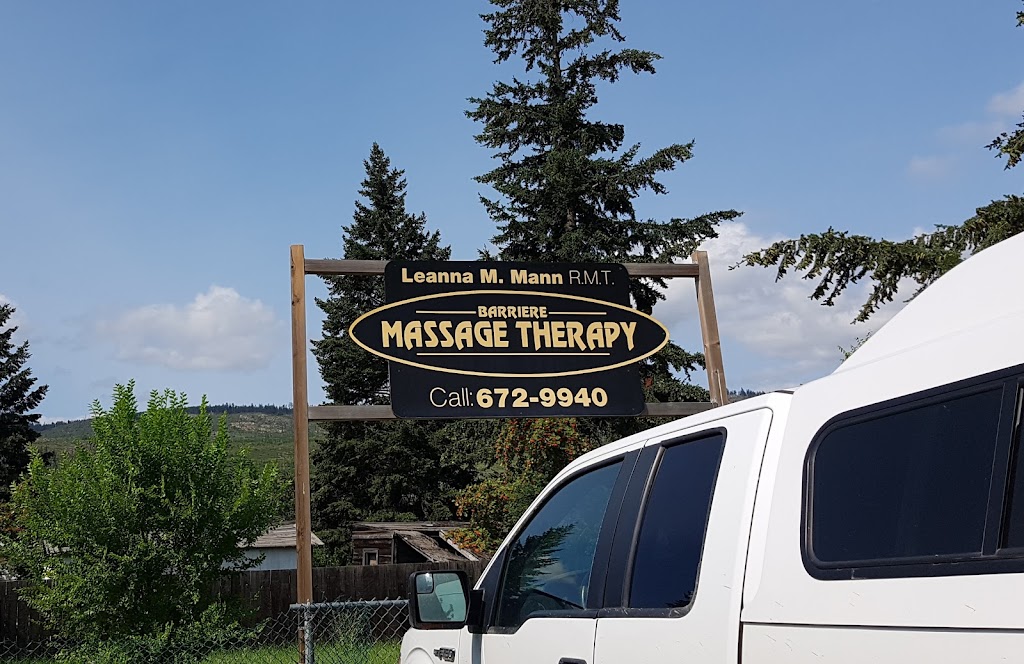 Leanna M. Mann R.M.T.
BARRIERE
MASSAGE THERAPY
Call: 672-9940